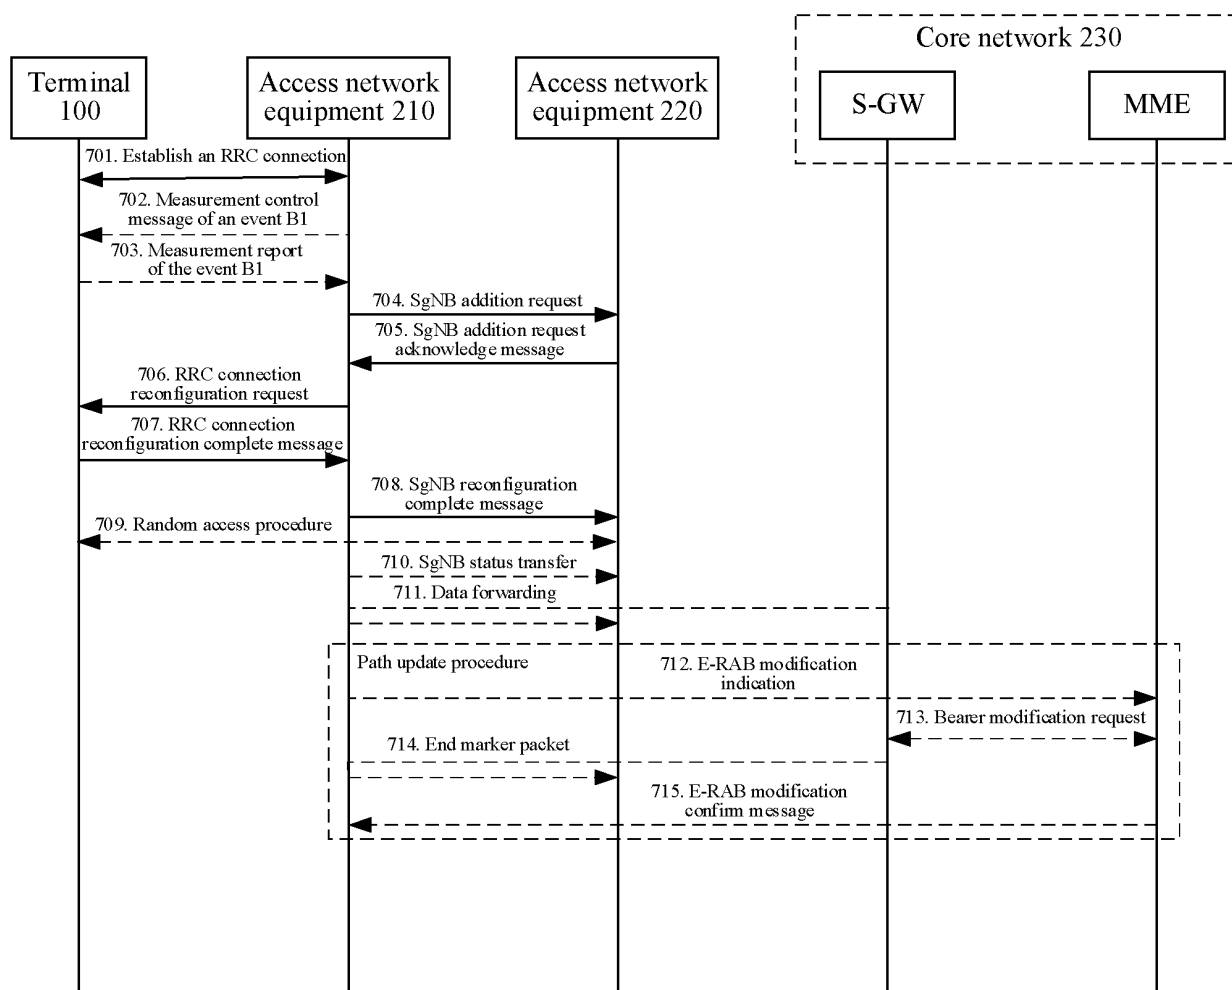 Core network 230
Terminal
100
Access network
equipment 210
Access network
equipment 220
S-GW
MME
701. Establish an RRC connection
702. Measurement control
message of an event B1
703. Measurement report
of the event B1
704. SgNB addition request
705. SgNB addition request
acknowledge message
706. RRC connection
reconfiguration request
707. RRC connection
reconfiguration complete message
708. SgNB reconfiguration
complete message
709. Random access procedure
710. SgNB status transfer
711. Data forwarding
Path update procedure
712. E-RAB modification
indication
713. Bearer modification request
714. End marker packet
715. E-RAB modification
confirm message